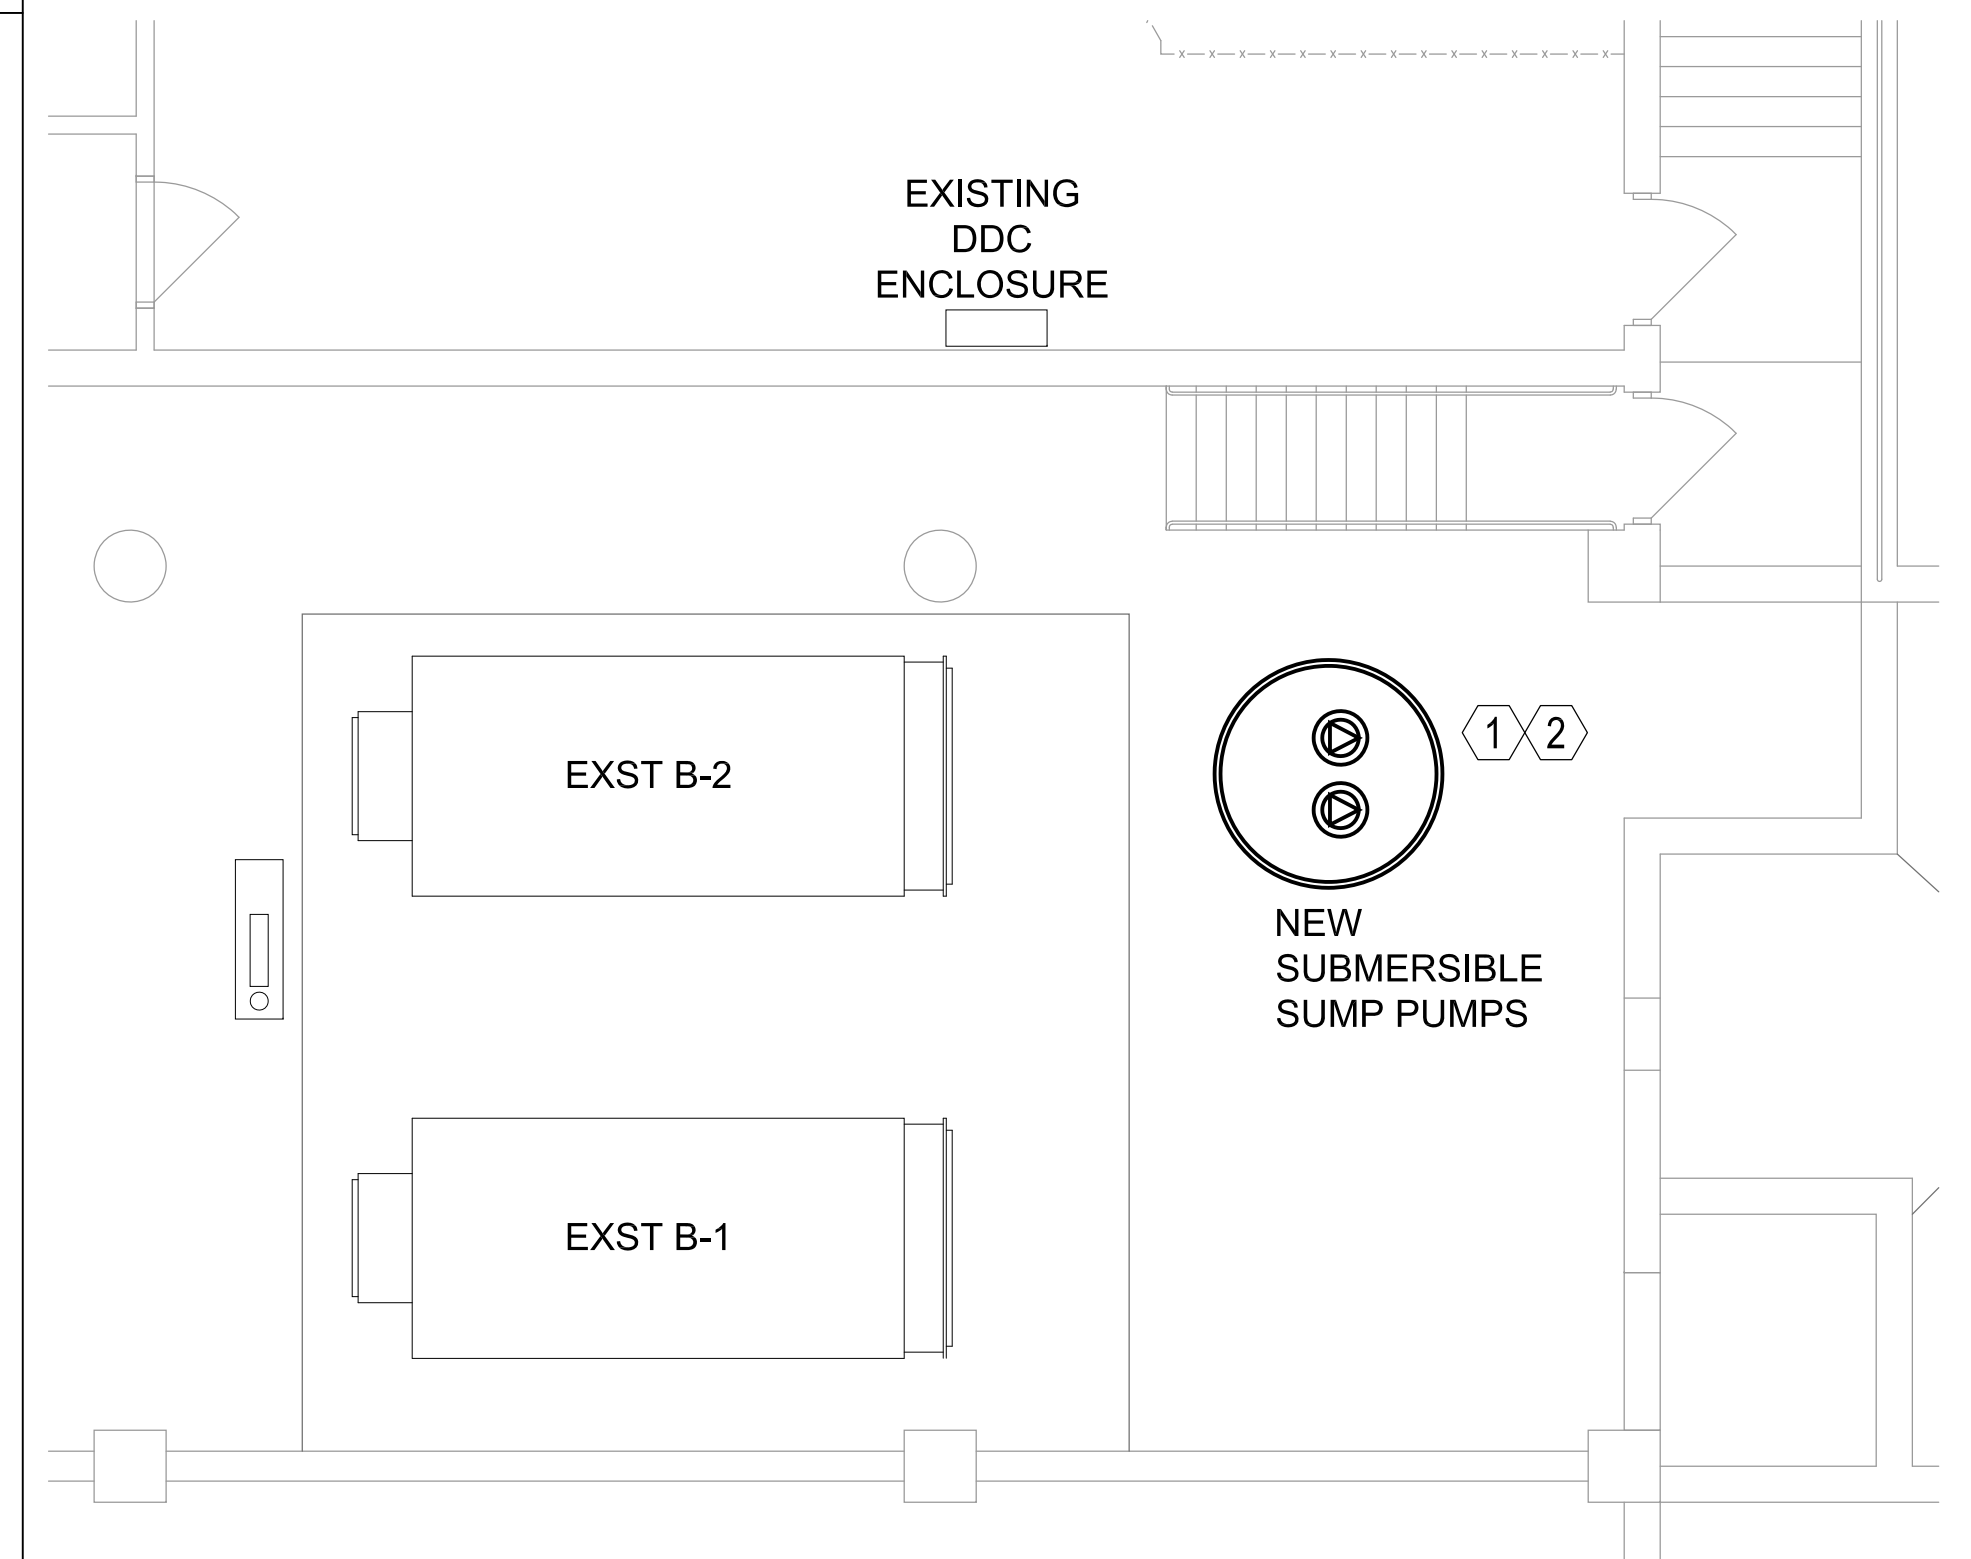 EXISTING
DDC
ENCLOSURE
EXST B-2
1 2
NEW
SUBMERSIBLE
SUMP PUMPS
EXST B-1